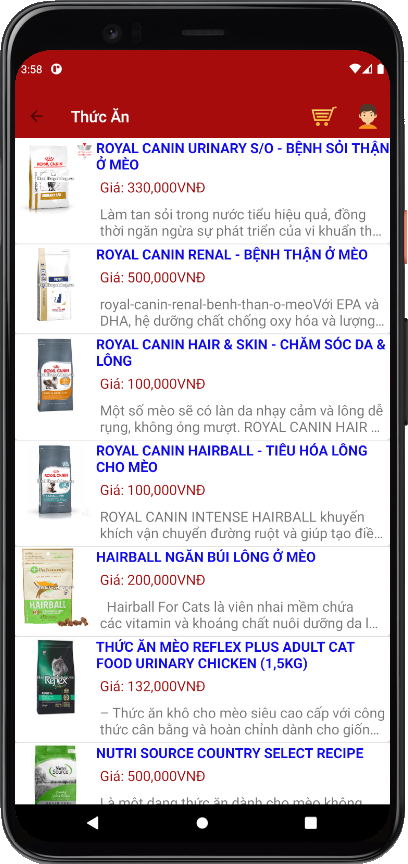 3:58
Thức Ăn
ROYAL CANIN URINARY S/O - BỆNH SỎI THẬN
Ở MÈO
Giá: 330,000VNĐ
Làm tan sỏi trong nước tiểu hiệu quả, đồng
thời ngăn ngừa sự phát triển của vi khuẩn th...
ROYAL CANIN RENAL - BỆNH THẬN Ở MÈO
Giá: 500,000VNĐ
royal-canin-renal-benh-than-o-meoVới EPA và
DHA, hệ dưỡng chất chống oxy hóa và lượng...
ROYAL CANIN HAIR & SKIN - CHĂM SÓC DA &
LÔNG
Giá: 100,000VNĐ
Một số mèo sẽ có làn da nhạy cảm và lông dễ
rụng, không óng mượt. ROYAL CANIN HAIR ...
ROYAL CANIN HAIRBALL - TIÊU HÓA LÔNG
CHO MÈO
Giá: 100,000VNĐ
ROYAL CANIN INTENSE HAIRBALL khuyến
khích vận chuyển đường ruột và giúp tạo điề...
HAIRBALL NGĂN BÚI LÔNG Ở MÈO
Giá: 200,000VNĐ
Hairball For Cats là viên nhai mềm chứa
các vitamin và khoáng chất nuôi dưỡng da l...
HAIRBALL
THỨC ĂN MÈO REFLEX PLUS ADULT CAT
FOOD URINARY CHICKEN (1,5KG)
Giá: 132,000VNĐ
– Thức ăn khô cho mèo siêu cao cấp với công
thức cân bằng và hoàn chỉnh dành cho giốn...
Reflex
NUTRI SOURCE COUNTRY SELECT RECIPE
Giá: 500,000VNĐ
Là một dạng thức ăn dành cho mèo không